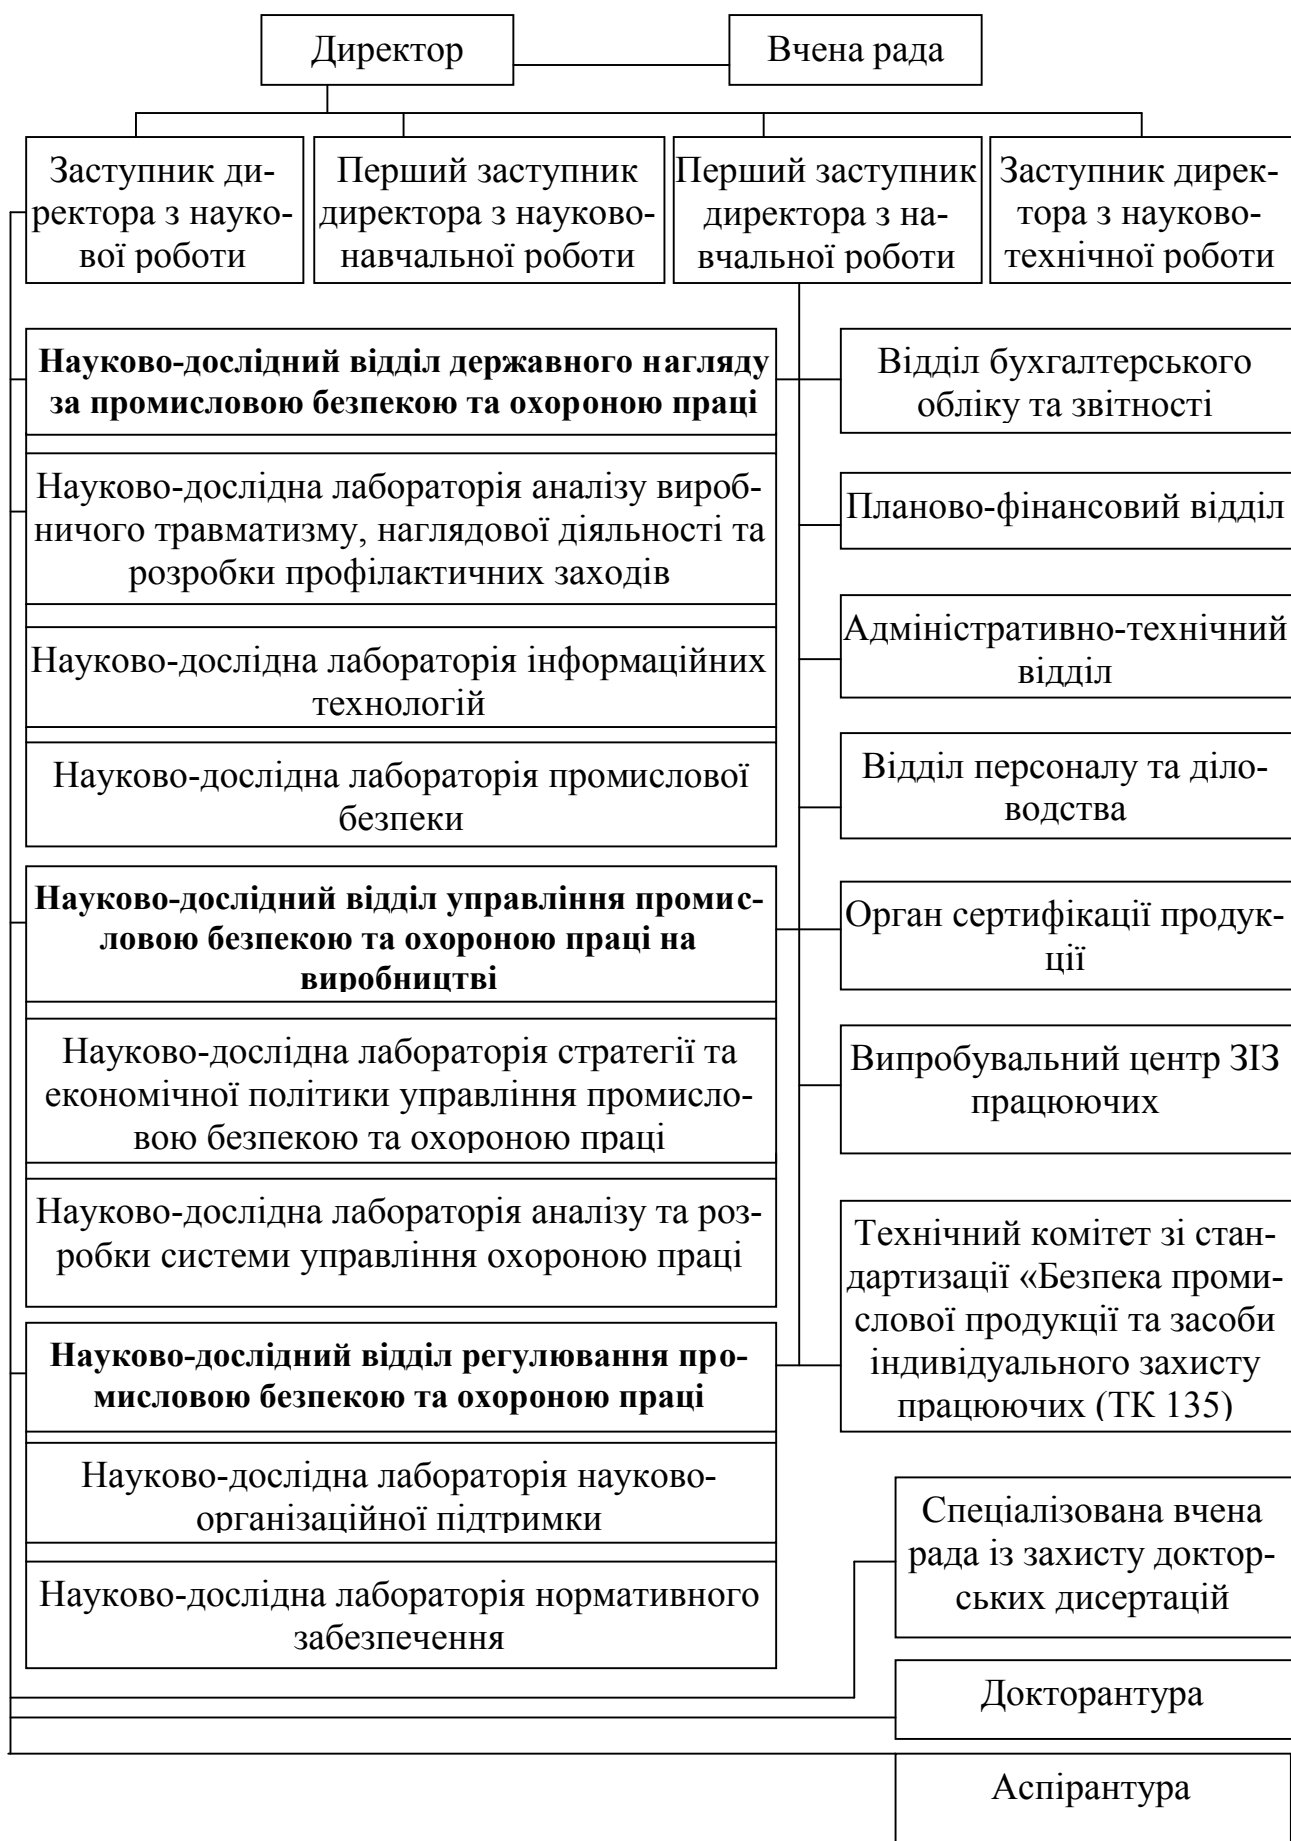 Директор
Вчена рада
Заступник ди-
ректора з науко-
вої роботи
Перший заступник
директора з науково-
навчальної роботи
Перший заступник
директора з на-
вчальної роботи
Заступник дирек-
тора з науково-
технічної роботи
Науково-дослідний відділ державного нагляду
за промисловою безпекою та охороною праці
Науково-дослідна лабораторія аналізу вироб-
ничого травматизму, наглядової діяльності та
розробки профілактичних заходів
Науково-дослідна лабораторія інформаційних
технологій
Науково-дослідна лабораторія промислової
безпеки
Науково-дослідний відділ управління промис-
ловою безпекою та охороною праці на
виробництві
Науково-дослідна лабораторія стратегії та
економічної політики управління промисло-
вою безпекою та охороною праці
Науково-дослідна лабораторія аналізу та роз-
робки системи управління охороною праці
Науково-дослідний відділ регулювання про-
мисловою безпекою та охороною праці
Науково-дослідна лабораторія науково-
організаційної підтримки
Науково-дослідна лабораторія нормативного
забезпечення
Відділ бухгалтерського
обліку та звітності
Планово-фінансовий відділ
Адміністративно-технічний
відділ
Відділ персоналу та діло-
водства
Орган сертифікації продук-
ції
Випробувальний центр ЗІЗ
працюючих
Технічний комітет зі стан-
дартизації «Безпека проми-
слової продукції та засоби
індивідуального захисту
працюючих (ТК 135)
Спеціалізована вчена
рада із захисту доктор-
ських дисертацій
Докторантура
Аспірантура